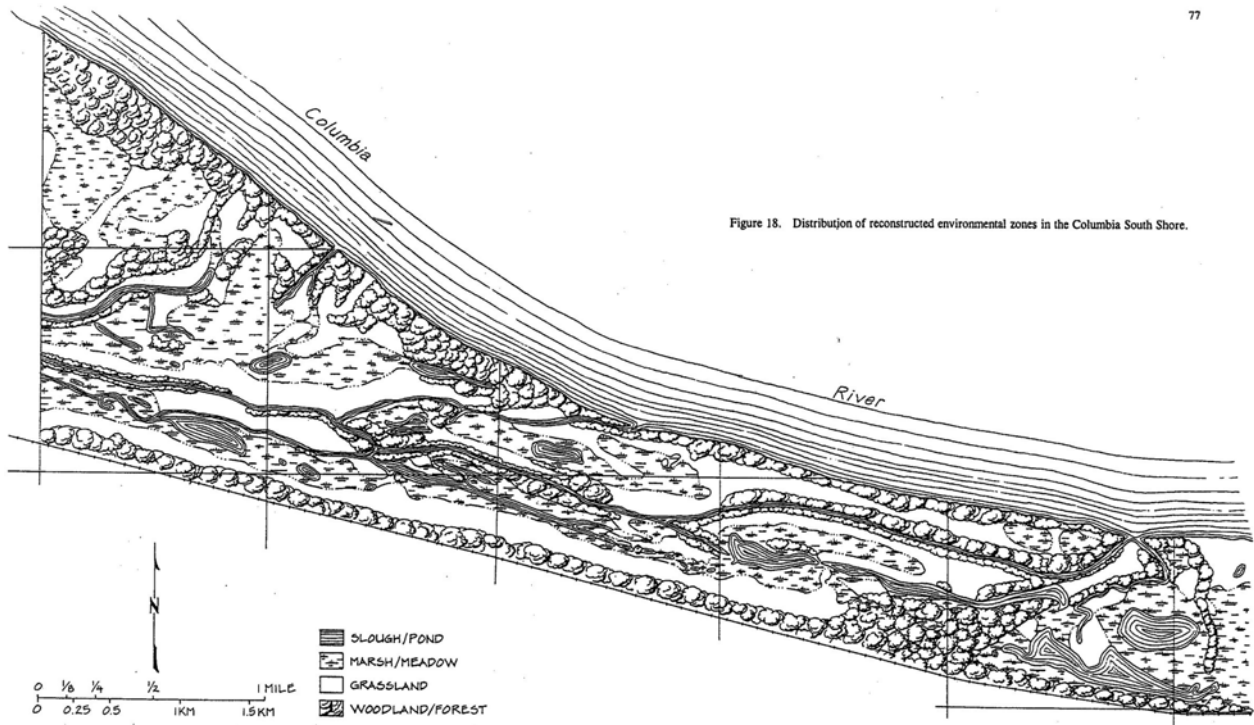 77
Columbia
River
Figure 18. Distribution of reconstructed environmental zones in the Columbia South Shore.
N
SLOUGH/POND
MARSH/MEADOW
GRASSLAND
WOODLAND/FOREST
0 1/8 1/4 1/2 1 MILE
0 0.25 0.5 1KM 1.5KM